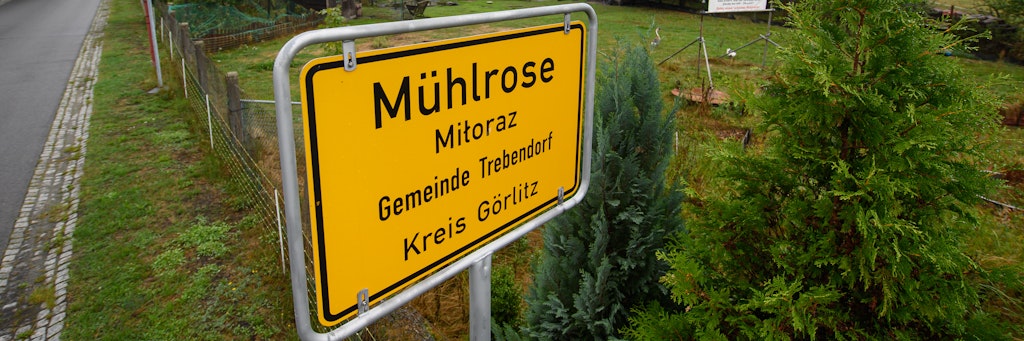 Mühlrose
Miłoraz
Gemeinde Trebendorf
Kreis Görlitz